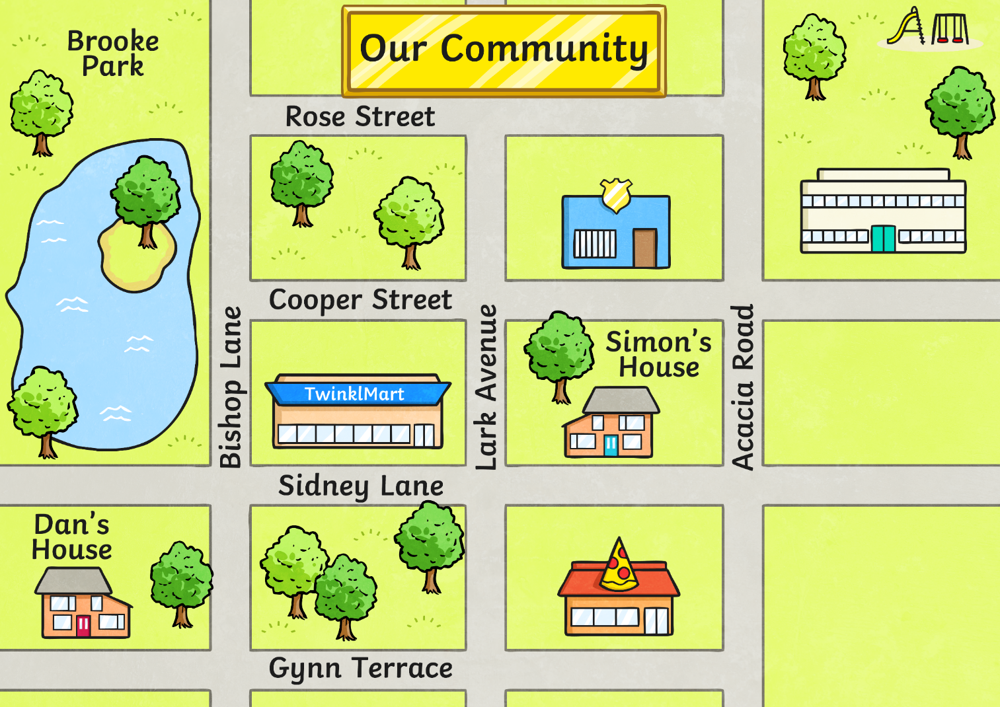 Our Community
Brooke
Park
Rose Street
Cooper Street
Bishop Lane
Lark Avenue
Acacia Road
Simon's
House
TwinklMart
Sidney Lane
Dan's
House
Gynn Terrace